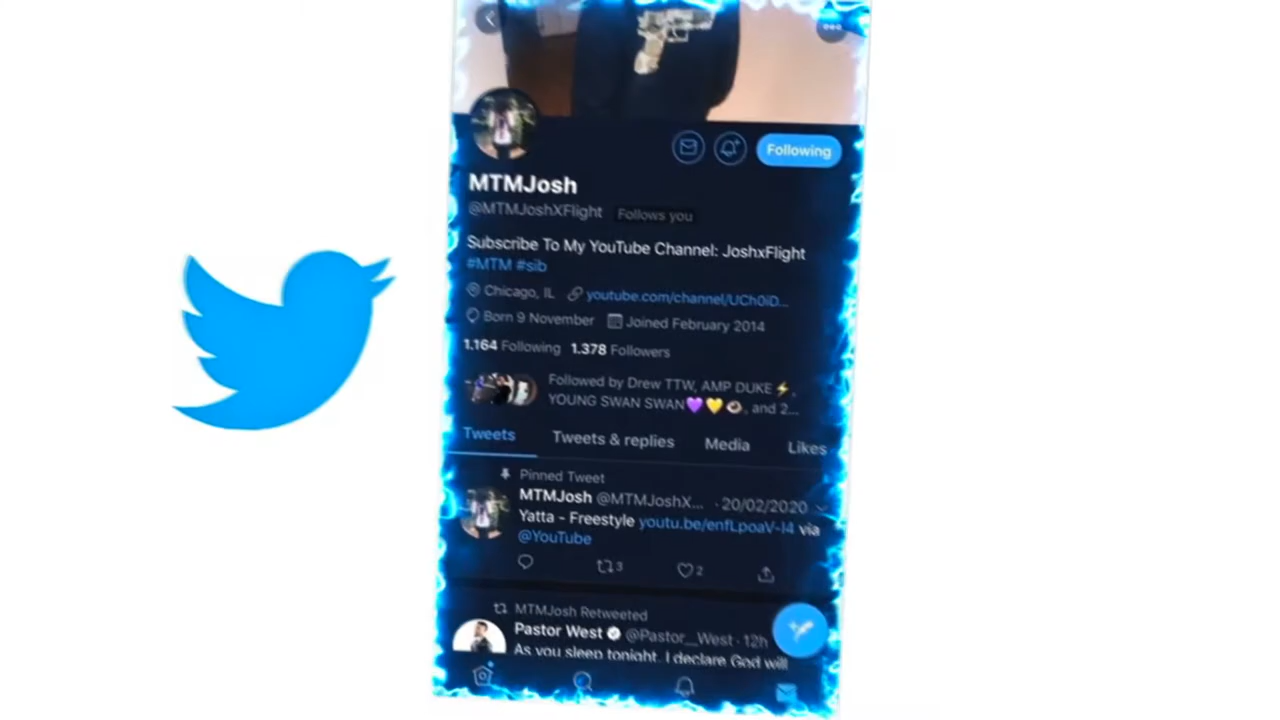 Following
MTMJosh
@MTMJoshXFlight Follows you
Subscribe To My YouTube Channel: JoshxFlight
#MTM #sib
Chicago, IL youtube.com/channel/UCh0iD...
Born 9 November Joined February 2014
1.164 Following 1.378 Followers
Followed by Drew TTW, AMP DUKE⚡,
YOUNG SWAN SWAN💜💛👁, and 2...
Tweets Tweets & replies Media Likes
Pinned Tweet
MTMJosh @MTMJoshX... · 20/02/2020
Yatta - Freestyle youtu.be/enfLpoaV-I4 via
@YouTube
3 2
MTMJosh Retweeted
Pastor West @Pastor__West · 12h
As you sleep tonight, I declare God will